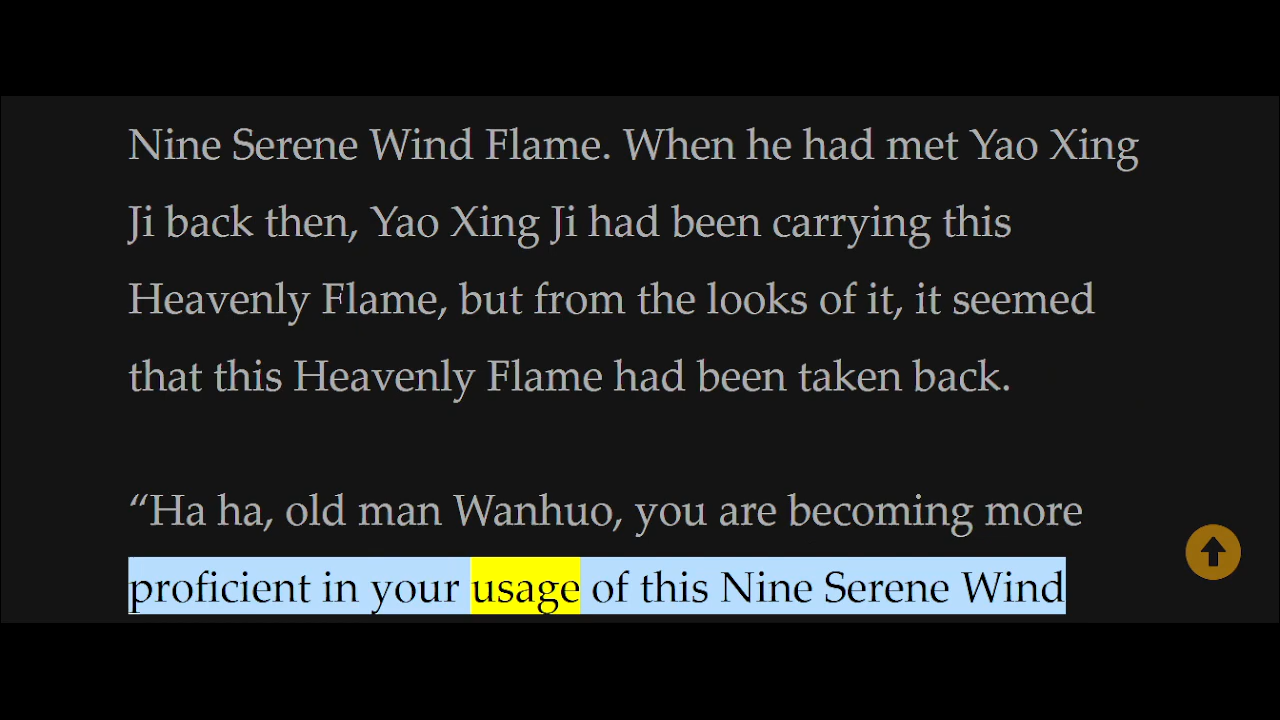 Nine Serene Wind Flame. When he had met Yao Xing
Ji back then, Yao Xing Ji had been carrying this
Heavenly Flame, but from the looks of it, it seemed
that this Heavenly Flame had been taken back.
“Ha ha, old man Wanhuo, you are becoming more
proficient in your usage of this Nine Serene Wind